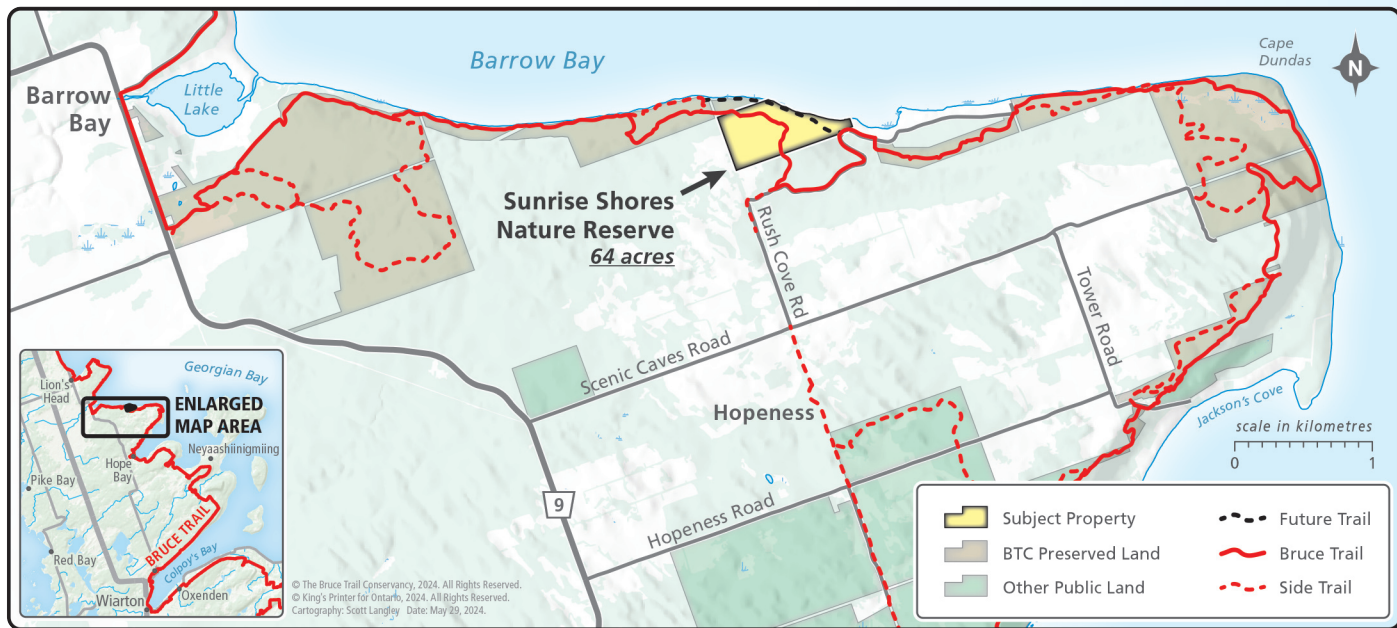 Barrow Bay
Cape
Dundas
N
Barrow
Bay
Little
Lake
Sunrise Shores
Nature Reserve
64 acres
Rush Cove Rd
Scenic Caves Road
Tower Road
Hopeness
Jackson's Cove
Hopeness Road
9
scale in kilometres
0 1
Georgian Bay
Lion's
Head
ENLARGED
MAP AREA
Neyaashiinigmiing
Hope
Bay
Pike Bay
BRUCE TRAIL
Colpoy's Bay
Red Bay
Oxenden
Wiarton
© The Bruce Trail Conservancy, 2024. All Rights Reserved.
© King's Printer for Ontario, 2024. All Rights Reserved.
Cartography: Scott Langley Date: May 29, 2024.
Subject Property
BTC Preserved Land
Other Public Land
Future Trail
Bruce Trail
Side Trail